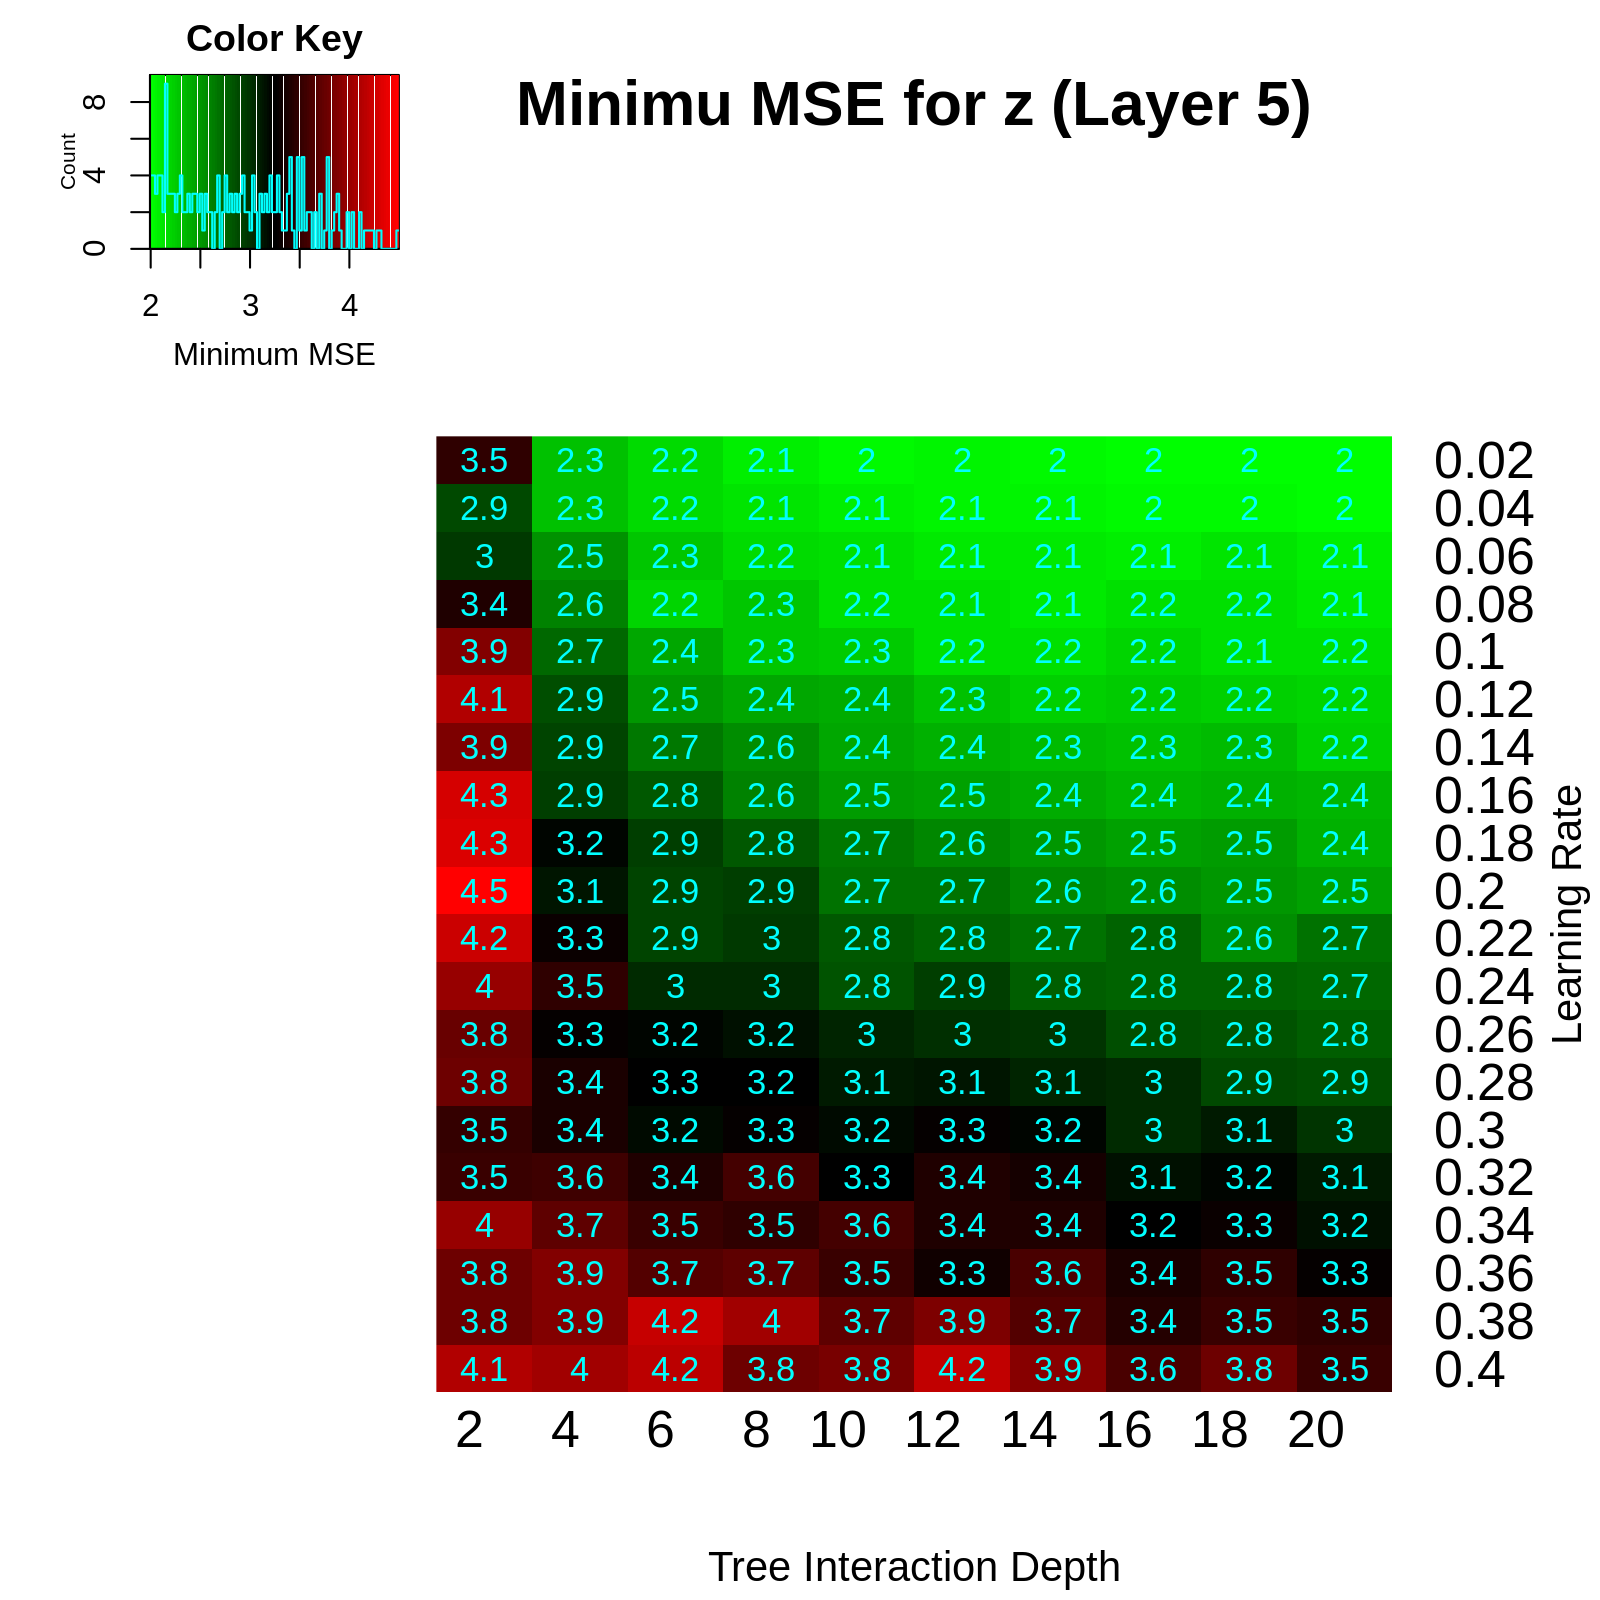 Color Key
Minimu MSE for z (Layer 5)
Count
0 4 8
2 3 4
Minimum MSE
3.5 2.3 2.2 2.1 2 2 2 2 2 2 0.02
2.9 2.3 2.2 2.1 2.1 2.1 2.1 2 2 2 0.04
3 2.5 2.3 2.2 2.1 2.1 2.1 2.1 2.1 2.1 0.06
3.4 2.6 2.2 2.3 2.2 2.1 2.1 2.2 2.2 2.1 0.08
3.9 2.7 2.4 2.3 2.3 2.2 2.2 2.2 2.1 2.2 0.1
4.1 2.9 2.5 2.4 2.4 2.3 2.2 2.2 2.2 2.2 0.12
3.9 2.9 2.7 2.6 2.4 2.4 2.3 2.3 2.3 2.2 0.14
4.3 2.9 2.8 2.6 2.5 2.5 2.4 2.4 2.4 2.4 0.16
4.3 3.2 2.9 2.8 2.7 2.6 2.5 2.5 2.5 2.4 0.18
4.5 3.1 2.9 2.9 2.7 2.7 2.6 2.6 2.5 2.5 0.2
4.2 3.3 2.9 3 2.8 2.8 2.7 2.8 2.6 2.7 0.22
4 3.5 3 3 2.8 2.9 2.8 2.8 2.8 2.7 0.24
3.8 3.3 3.2 3.2 3 3 3 2.8 2.8 2.8 0.26
3.8 3.4 3.3 3.2 3.1 3.1 3.1 3 2.9 2.9 0.28
3.5 3.4 3.2 3.3 3.2 3.3 3.2 3 3.1 3 0.3
3.5 3.6 3.4 3.6 3.3 3.4 3.4 3.1 3.2 3.1 0.32
4 3.7 3.5 3.5 3.6 3.4 3.4 3.2 3.3 3.2 0.34
3.8 3.9 3.7 3.7 3.5 3.3 3.6 3.4 3.5 3.3 0.36
3.8 3.9 4.2 4 3.7 3.9 3.7 3.4 3.5 3.5 0.38
4.1 4 4.2 3.8 3.8 4.2 3.9 3.6 3.8 3.5 0.4
Learning Rate
2 4 6 8 10 12 14 16 18 20
Tree Interaction Depth